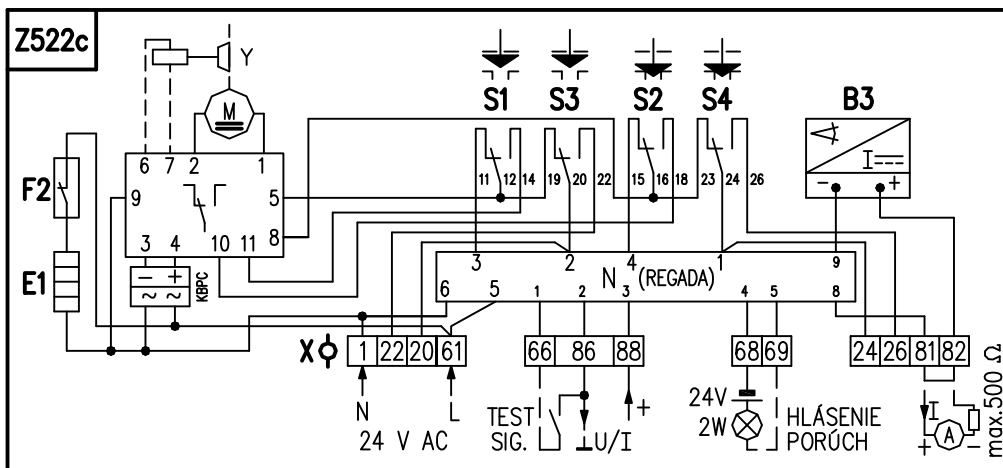 Z522c
Y
M
S1 S3 S2 S4 B3
6 7 2 1
F2
9 5
8
3 4 10 11
11 12 14 19 20 22 15 16 18 23 24 26
I
- +
E1
- +
~ ~
KBPC
3 2 4 1 9
N (REGADA)
6 5 1 2 3 4 5 8
X 1 22 20 61 66 86 88 68 69 24 26 81 82
N L
24 V AC
TEST
SIG.
U/I
+
24V
2W
HLÁSENIE
PORÚCH
I
A
+ -
max.500 Ω